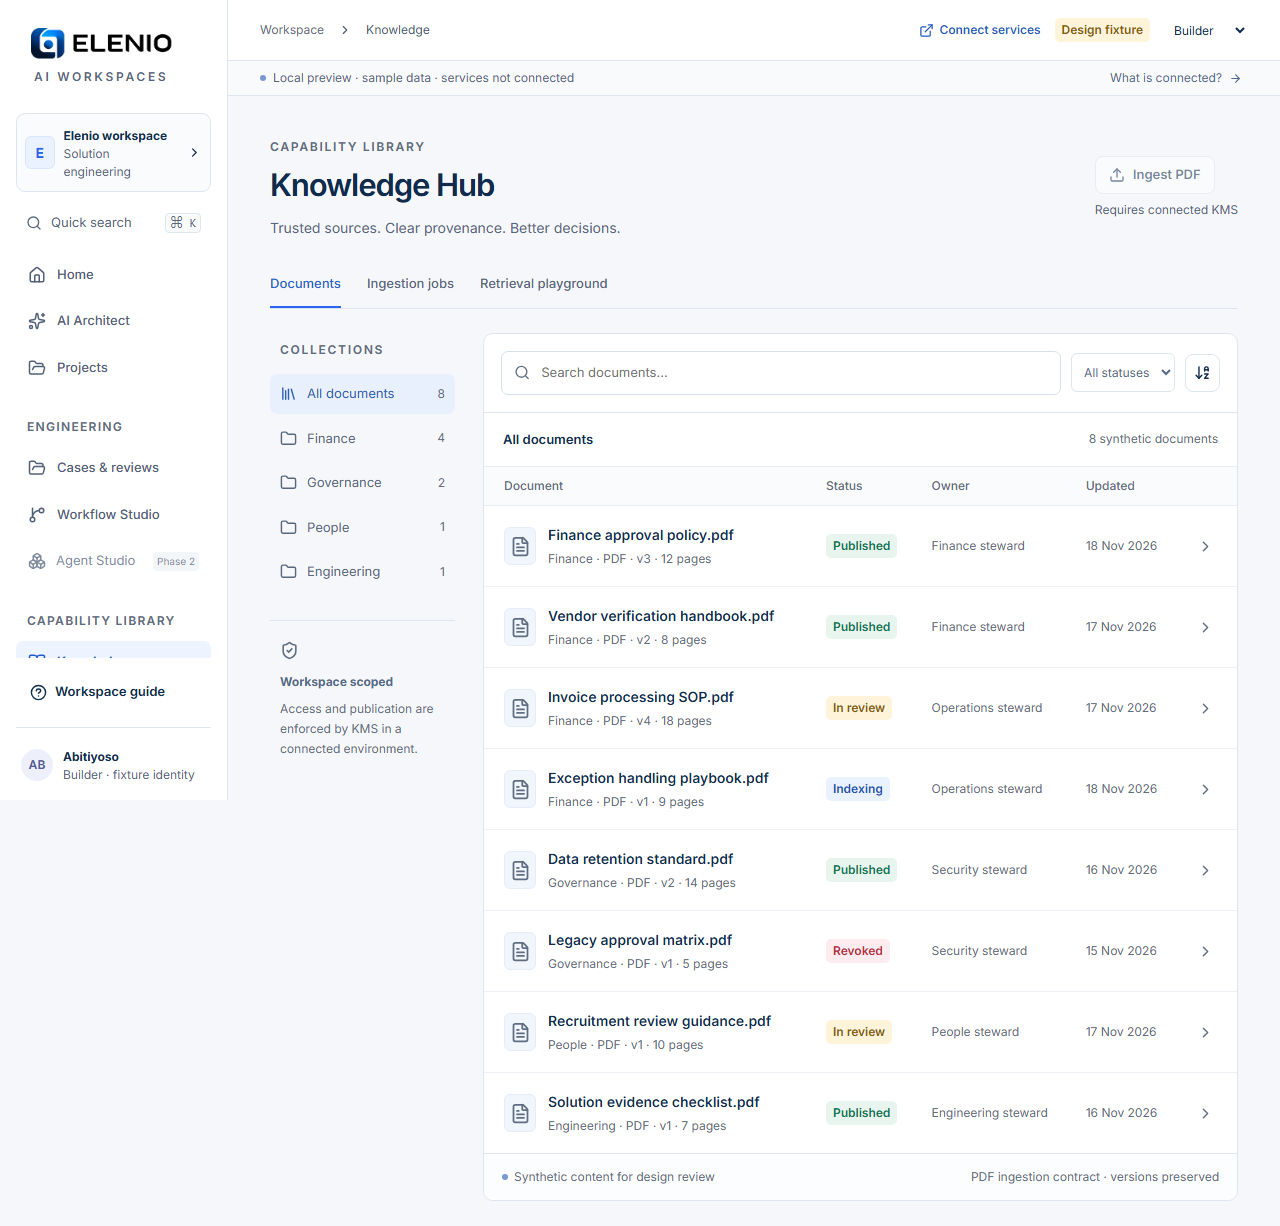 ELENIO
AI WORKSPACES
E
Elenio workspace
Solution
engineering
Quick search
⌘ K
Home
AI Architect
Projects
ENGINEERING
Cases & reviews
Workflow Studio
Agent Studio
Phase 2
CAPABILITY LIBRARY
Workspace guide
AB
Abitiyoso
Builder · fixture identity
Workspace
Knowledge
Connect services
Design fixture
Builder
Local preview · sample data · services not connected
What is connected?
CAPABILITY LIBRARY
Knowledge Hub
Trusted sources. Clear provenance. Better decisions.
Ingest PDF
Requires connected KMS
Documents
Ingestion jobs
Retrieval playground
COLLECTIONS
All documents 8
Finance 4
Governance 2
People 1
Engineering 1
Workspace scoped
Access and publication are
enforced by KMS in a
connected environment.
Search documents...
All statuses
All documents
8 synthetic documents
Document Status Owner Updated
Finance approval policy.pdf
Finance · PDF · v3 · 12 pages
Published
Finance steward
18 Nov 2026
Vendor verification handbook.pdf
Finance · PDF · v2 · 8 pages
Published
Finance steward
17 Nov 2026
Invoice processing SOP.pdf
Finance · PDF · v4 · 18 pages
In review
Operations steward
17 Nov 2026
Exception handling playbook.pdf
Finance · PDF · v1 · 9 pages
Indexing
Operations steward
18 Nov 2026
Data retention standard.pdf
Governance · PDF · v2 · 14 pages
Published
Security steward
16 Nov 2026
Legacy approval matrix.pdf
Governance · PDF · v1 · 5 pages
Revoked
Security steward
15 Nov 2026
Recruitment review guidance.pdf
People · PDF · v1 · 10 pages
In review
People steward
17 Nov 2026
Solution evidence checklist.pdf
Engineering · PDF · v1 · 7 pages
Published
Engineering steward
16 Nov 2026
Synthetic content for design review
PDF ingestion contract · versions preserved